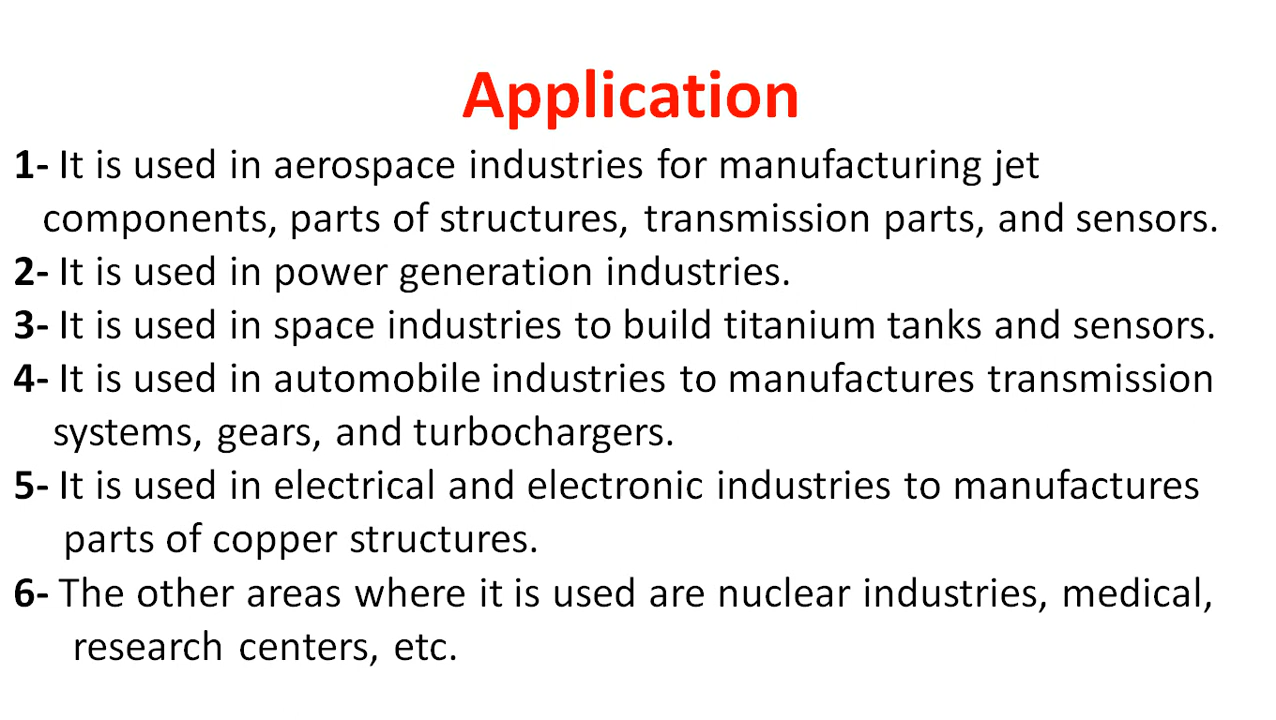 Application
1- It is used in aerospace industries for manufacturing jet
components, parts of structures, transmission parts, and sensors.
2- It is used in power generation industries.
3- It is used in space industries to build titanium tanks and sensors.
4- It is used in automobile industries to manufactures transmission
systems, gears, and turbochargers.
5- It is used in electrical and electronic industries to manufactures
parts of copper structures.
6- The other areas where it is used are nuclear industries, medical,
research centers, etc.